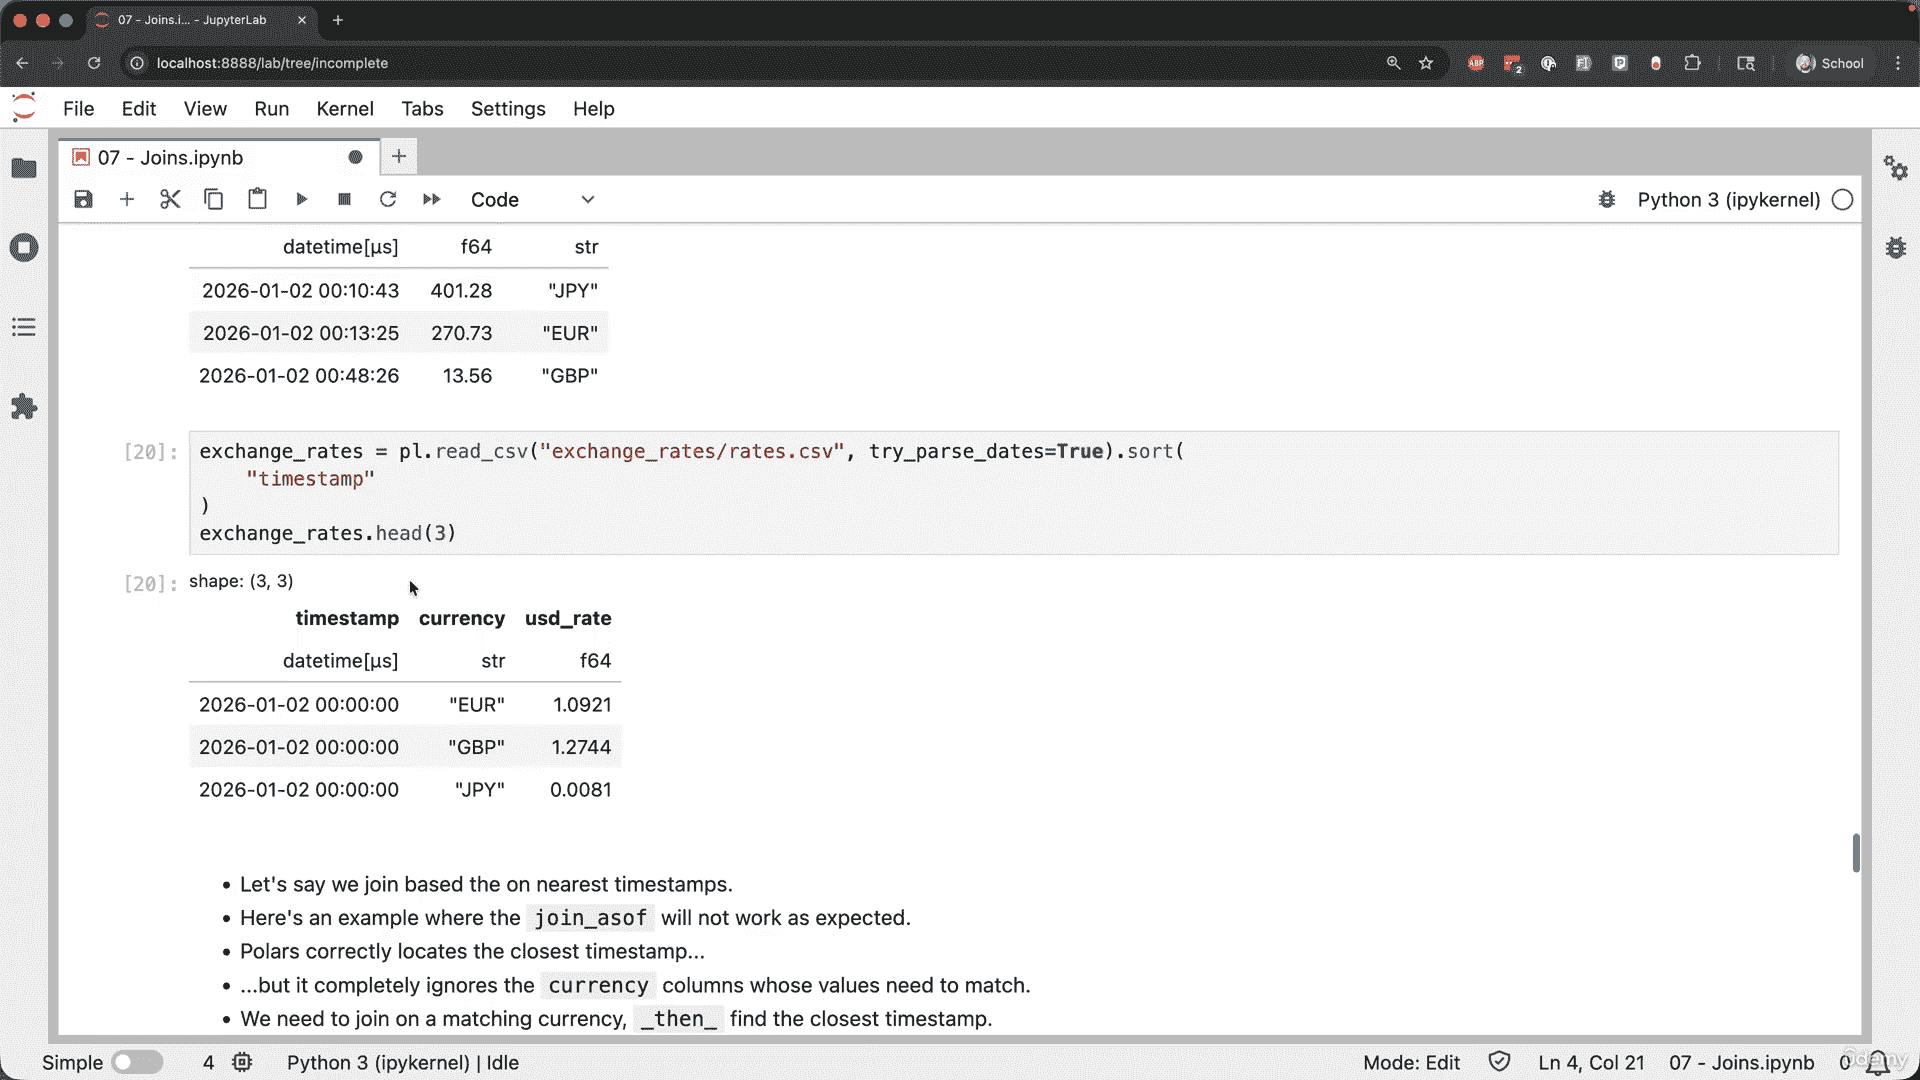 07 - Joins.i... - JupyterLab
localhost:8888/lab/tree/incomplete
ABP
2
School
File Edit View Run Kernel Tabs Settings Help
07 - Joins.ipynb
Code
Python 3 (ipykernel)
datetime[μs] f64 str
2026-01-02 00:10:43 401.28 "JPY"
2026-01-02 00:13:25 270.73 "EUR"
2026-01-02 00:48:26 13.56 "GBP"
[20]: exchange_rates = pl.read_csv("exchange_rates/rates.csv", try_parse_dates=True).sort(
"timestamp"
)
exchange_rates.head(3)
[20]: shape: (3, 3)
timestamp currency usd_rate
datetime[μs] str f64
2026-01-02 00:00:00 "EUR" 1.0921
2026-01-02 00:00:00 "GBP" 1.2744
2026-01-02 00:00:00 "JPY" 0.0081
• Let's say we join based the on nearest timestamps.
• Here's an example where the join_asof will not work as expected.
• Polars correctly locates the closest timestamp...
• ...but it completely ignores the currency columns whose values need to match.
• We need to join on a matching currency, _then_ find the closest timestamp.
Simple 4 Python 3 (ipykernel) | Idle Mode: Edit Ln 4, Col 21 07 - Joins.ipynb 0
Udemy